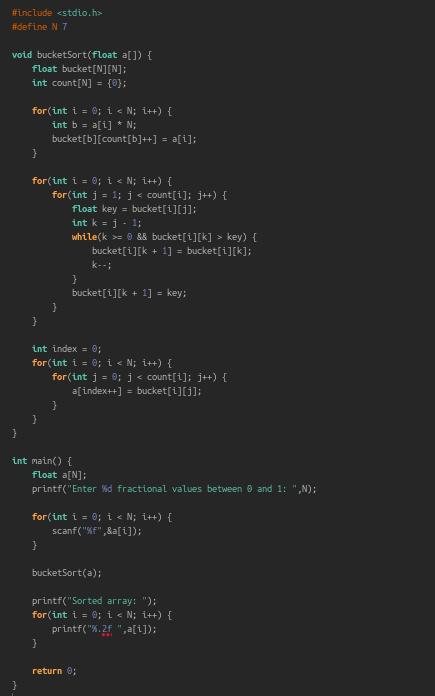 #include <stdio.h>
#define N 7

void bucketSort(float a[]) {
    float bucket[N][N];
    int count[N] = {0};

    for(int i = 0; i < N; i++) {
        int b = a[i] * N;
        bucket[b][count[b]++] = a[i];
    }

    for(int i = 0; i < N; i++) {
        for(int j = 1; j < count[i]; j++) {
            float key = bucket[i][j];
            int k = j - 1;
            while(k >= 0 && bucket[i][k] > key) {
                bucket[i][k + 1] = bucket[i][k];
                k--;
            }
            bucket[i][k + 1] = key;
        }
    }

    int index = 0;
    for(int i = 0; i < N; i++) {
        for(int j = 0; j < count[i]; j++) {
            a[index++] = bucket[i][j];
        }
    }
}

int main() {
    float a[N];
    printf("Enter %d fractional values between 0 and 1: ",N);

    for(int i = 0; i < N; i++) {
        scanf("%f",&a[i]);
    }

    bucketSort(a);

    printf("Sorted array: ");
    for(int i = 0; i < N; i++) {
        printf("%.2f ",a[i]);
    }

    return 0;
}